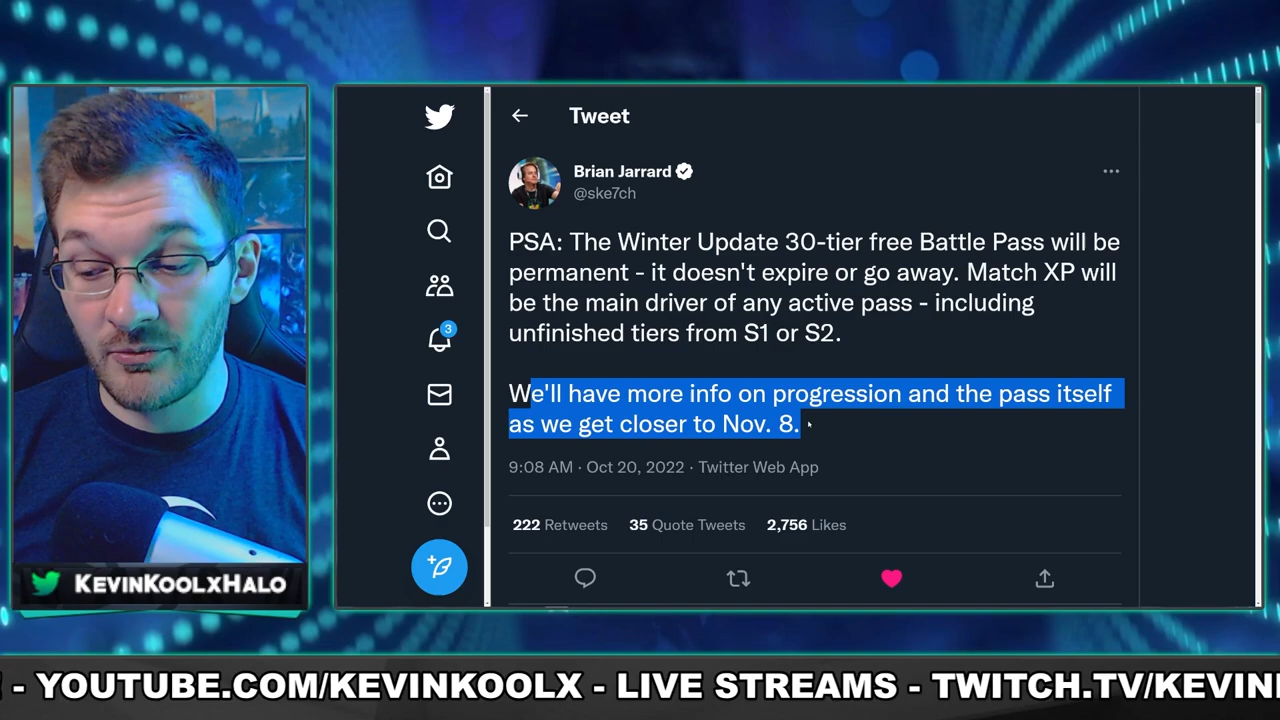 Tweet
Brian Jarrard
@ske7ch
PSA: The Winter Update 30-tier free Battle Pass will be
permanent - it doesn't expire or go away. Match XP will
be the main driver of any active pass - including
unfinished tiers from S1 or S2.
We'll have more info on progression and the pass itself
as we get closer to Nov. 8.
9:08 AM · Oct 20, 2022 · Twitter Web App
222 Retweets 35 Quote Tweets 2,756 Likes
3
KEVINKOOLXHALO
- YOUTUBE.COM/KEVINKOOLX - LIVE STREAMS - TWITCH.TV/KEVIN